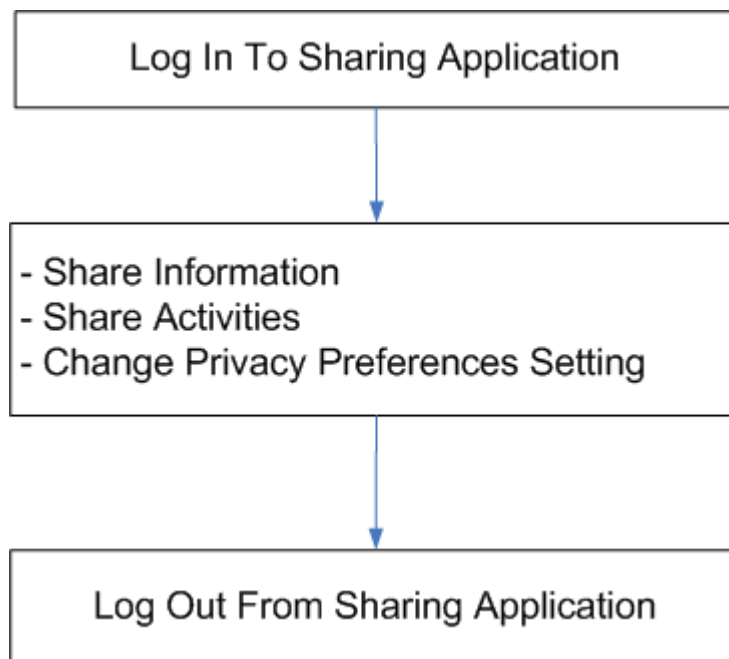 Log In To Sharing Application
- Share Information
- Share Activities
- Change Privacy Preferences Setting
Log Out From Sharing Application